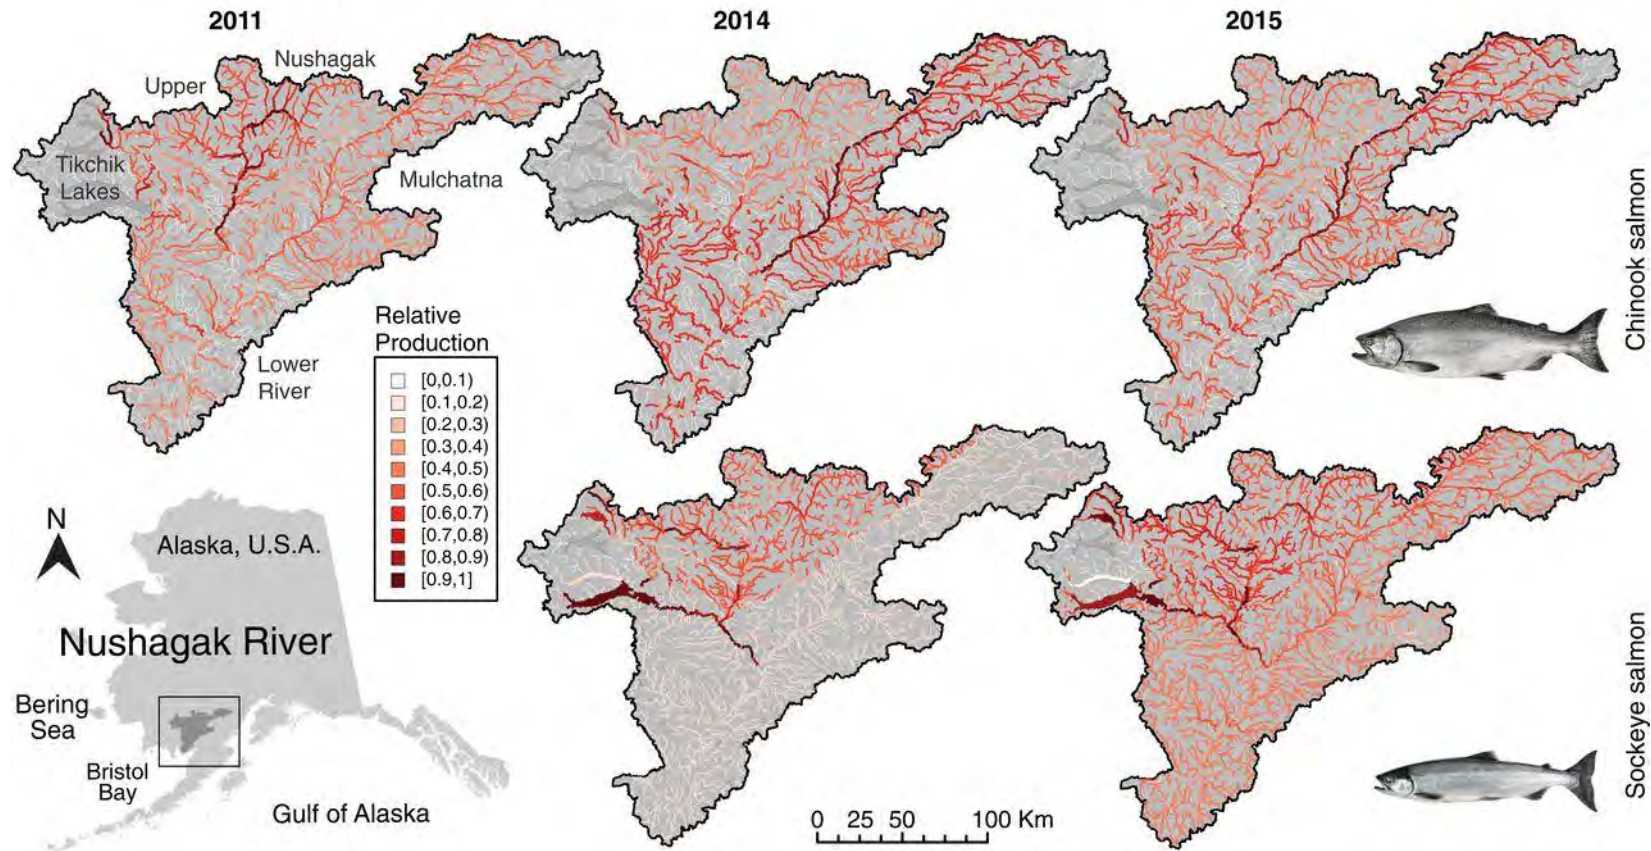 2011
2014
2015
Nushagak
Upper
Tikchik
Lakes
Mulchatna
Lower
River
Chinook salmon
Relative
Production
[0,0.1)
[0.1,0.2)
[0.2,0.3)
[0.3,0.4)
[0.4,0.5)
[0.5,0.6)
[0.6,0.7)
[0.7,0.8)
[0.8,0.9)
[0.9,1]
N
Alaska, U.S.A.
Nushagak River
Bering
Sea
Bristol
Bay
Gulf of Alaska
0 25 50 100 Km
Sockeye salmon